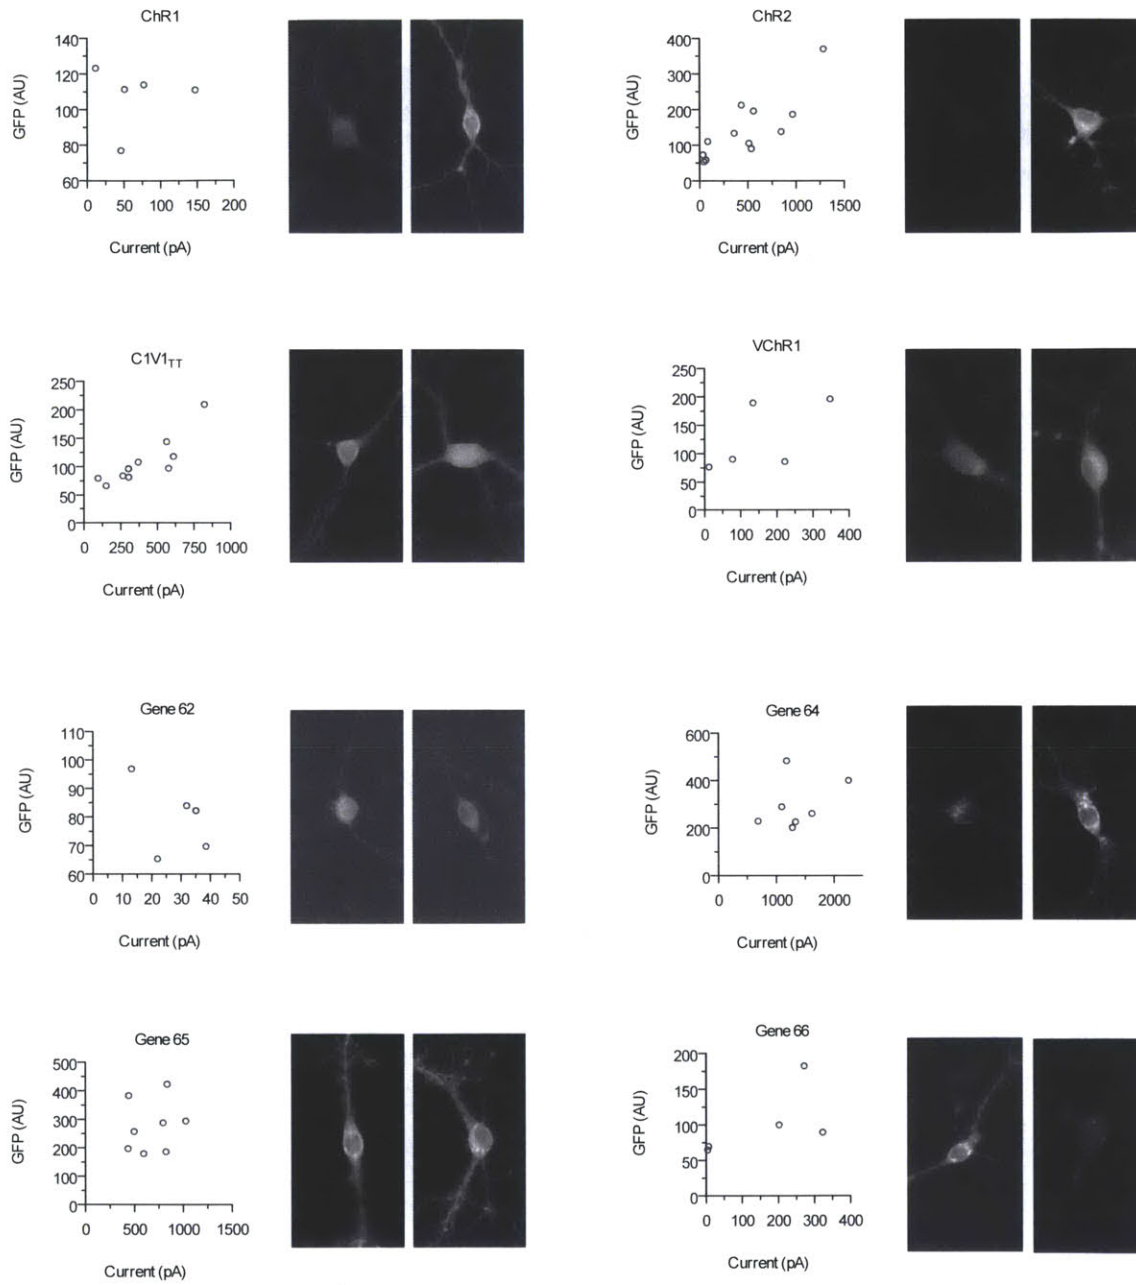 ChR1
140
120
100
80
60
GFP (AU)
0 50 100 150 200
Current (pA)
ChR2
400
300
200
100
0
GFP (AU)
0 500 1000 1500
Current (pA)
C1V1TT
250
200
150
100
50
0
GFP (AU)
0 250 500 750 1000
Current (pA)
VChR1
250
200
150
100
50
0
GFP (AU)
0 100 200 300 400
Current (pA)
Gene 62
110
100
90
80
70
60
GFP (AU)
0 10 20 30 40 50
Current (pA)
Gene 64
600
400
200
0
GFP (AU)
0 1000 2000
Current (pA)
Gene 65
500
400
300
200
100
0
GFP (AU)
0 500 1000 1500
Current (pA)
Gene 66
200
150
100
50
0
GFP (AU)
0 100 200 300 400
Current (pA)